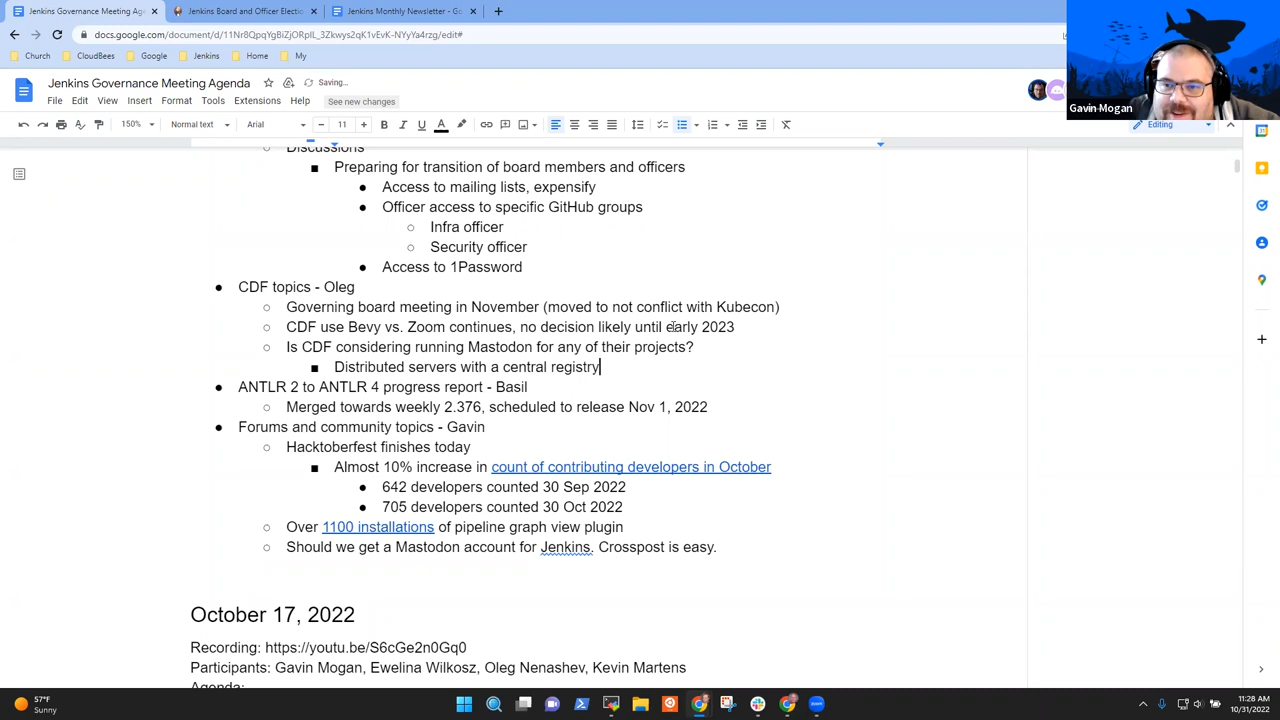 Jenkins Governance Meeting Age
Jenkins Board and Officer Electio
Jenkins Monthly Newsletter - Go
docs.google.com/document/d/11Nr8QpqYgBiZjORpIL_3Zkwys2qK1vEvK-NYyYa4rzg/edit#
Church
CloudBees
Google
Jenkins
Home
My
Jenkins Governance Meeting Agenda
Saving...
File Edit View Insert Format Tools Extensions Help
See new changes
150%
Normal text
Arial
11
Editing
Gavin Mogan
Discussions
Preparing for transition of board members and officers
Access to mailing lists, expensify
Officer access to specific GitHub groups
Infra officer
Security officer
Access to 1Password
CDF topics - Oleg
Governing board meeting in November (moved to not conflict with Kubecon)
CDF use Bevy vs. Zoom continues, no decision likely until early 2023
Is CDF considering running Mastodon for any of their projects?
Distributed servers with a central registry
ANTLR 2 to ANTLR 4 progress report - Basil
Merged towards weekly 2.376, scheduled to release Nov 1, 2022
Forums and community topics - Gavin
Hacktoberfest finishes today
Almost 10% increase in count of contributing developers in October
642 developers counted 30 Sep 2022
705 developers counted 30 Oct 2022
Over 1100 installations of pipeline graph view plugin
Should we get a Mastodon account for Jenkins. Crosspost is easy.
October 17, 2022
Recording: https://youtu.be/S6cGe2n0Gq0
Participants: Gavin Mogan, Ewelina Wilkosz, Oleg Nenashev, Kevin Martens
Agenda:
57°F
Sunny
11:28 AM
10/31/2022